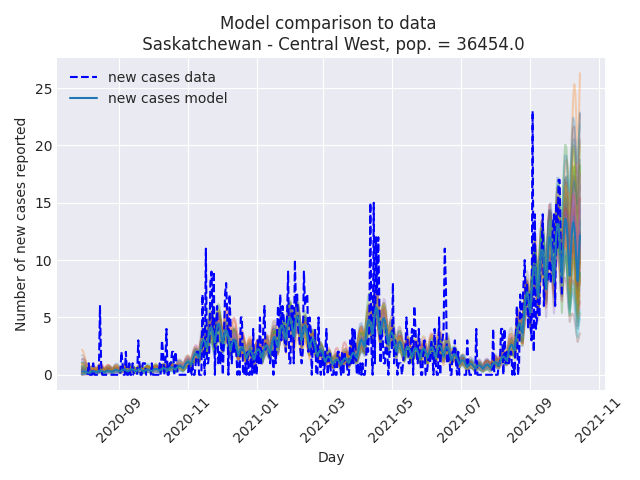 Model comparison to data
Saskatchewan - Central West, pop. = 36454.0
new cases data
new cases model
Number of new cases reported
25
20
15
10
5
0
2020-09
2020-11
2021-01
2021-03
2021-05
2021-07
2021-09
2021-11
Day